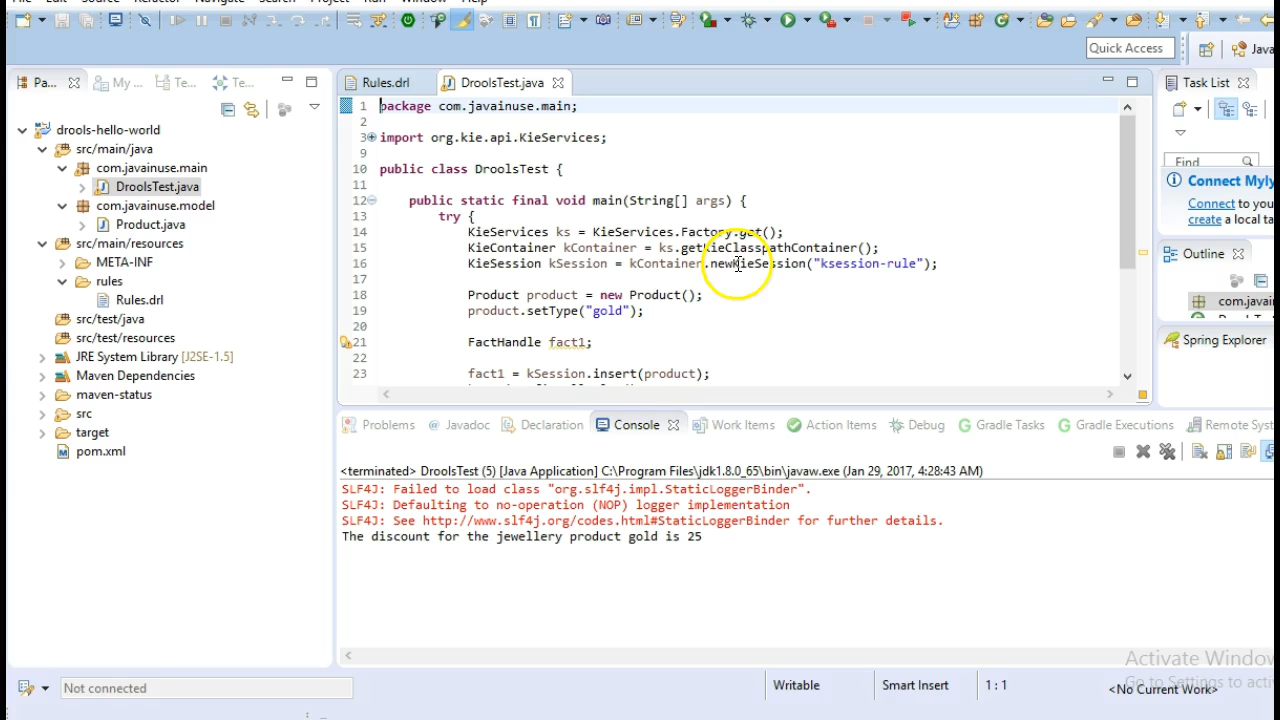 Quick Access
Java
Pa...
My ...
Te...
Te...
drools-hello-world
src/main/java
com.javainuse.main
DroolsTest.java
com.javainuse.model
Product.java
src/main/resources
META-INF
rules
Rules.drl
src/test/java
src/test/resources
JRE System Library [J2SE-1.5]
Maven Dependencies
maven-status
src
target
pom.xml
Rules.drl
DroolsTest.java
1 package com.javainuse.main;
2
3 import org.kie.api.KieServices;
9
10 public class DroolsTest {
11
12 public static final void main(String[] args) {
13 try {
14 KieServices ks = KieServices.Factory.get();
15 KieContainer kContainer = ks.getKieClasspathContainer();
16 KieSession kSession = kContainer.newKieSession("ksession-rule");
17
18 Product product = new Product();
19 product.setType("gold");
20
21 FactHandle fact1;
22
23 fact1 = kSession.insert(product);
Task List
Find
Connect Myly
Connect to your
create a local ta
Outline
com.javai
Spring Explorer
Problems
@ Javadoc
Declaration
Console
Work Items
Action Items
Debug
Gradle Tasks
Gradle Executions
Remote Syst
<terminated> DroolsTest (5) [Java Application] C:\Program Files\jdk1.8.0_65\bin\javaw.exe (Jan 29, 2017, 4:28:43 AM)
SLF4J: Failed to load class "org.slf4j.impl.StaticLoggerBinder".
SLF4J: Defaulting to no-operation (NOP) logger implementation
SLF4J: See http://www.slf4j.org/codes.html#StaticLoggerBinder for further details.
The discount for the jewellery product gold is 25
Activate Window
Go to Settings to acti
Not connected
Writable
Smart Insert
1 : 1
<No Current Work>